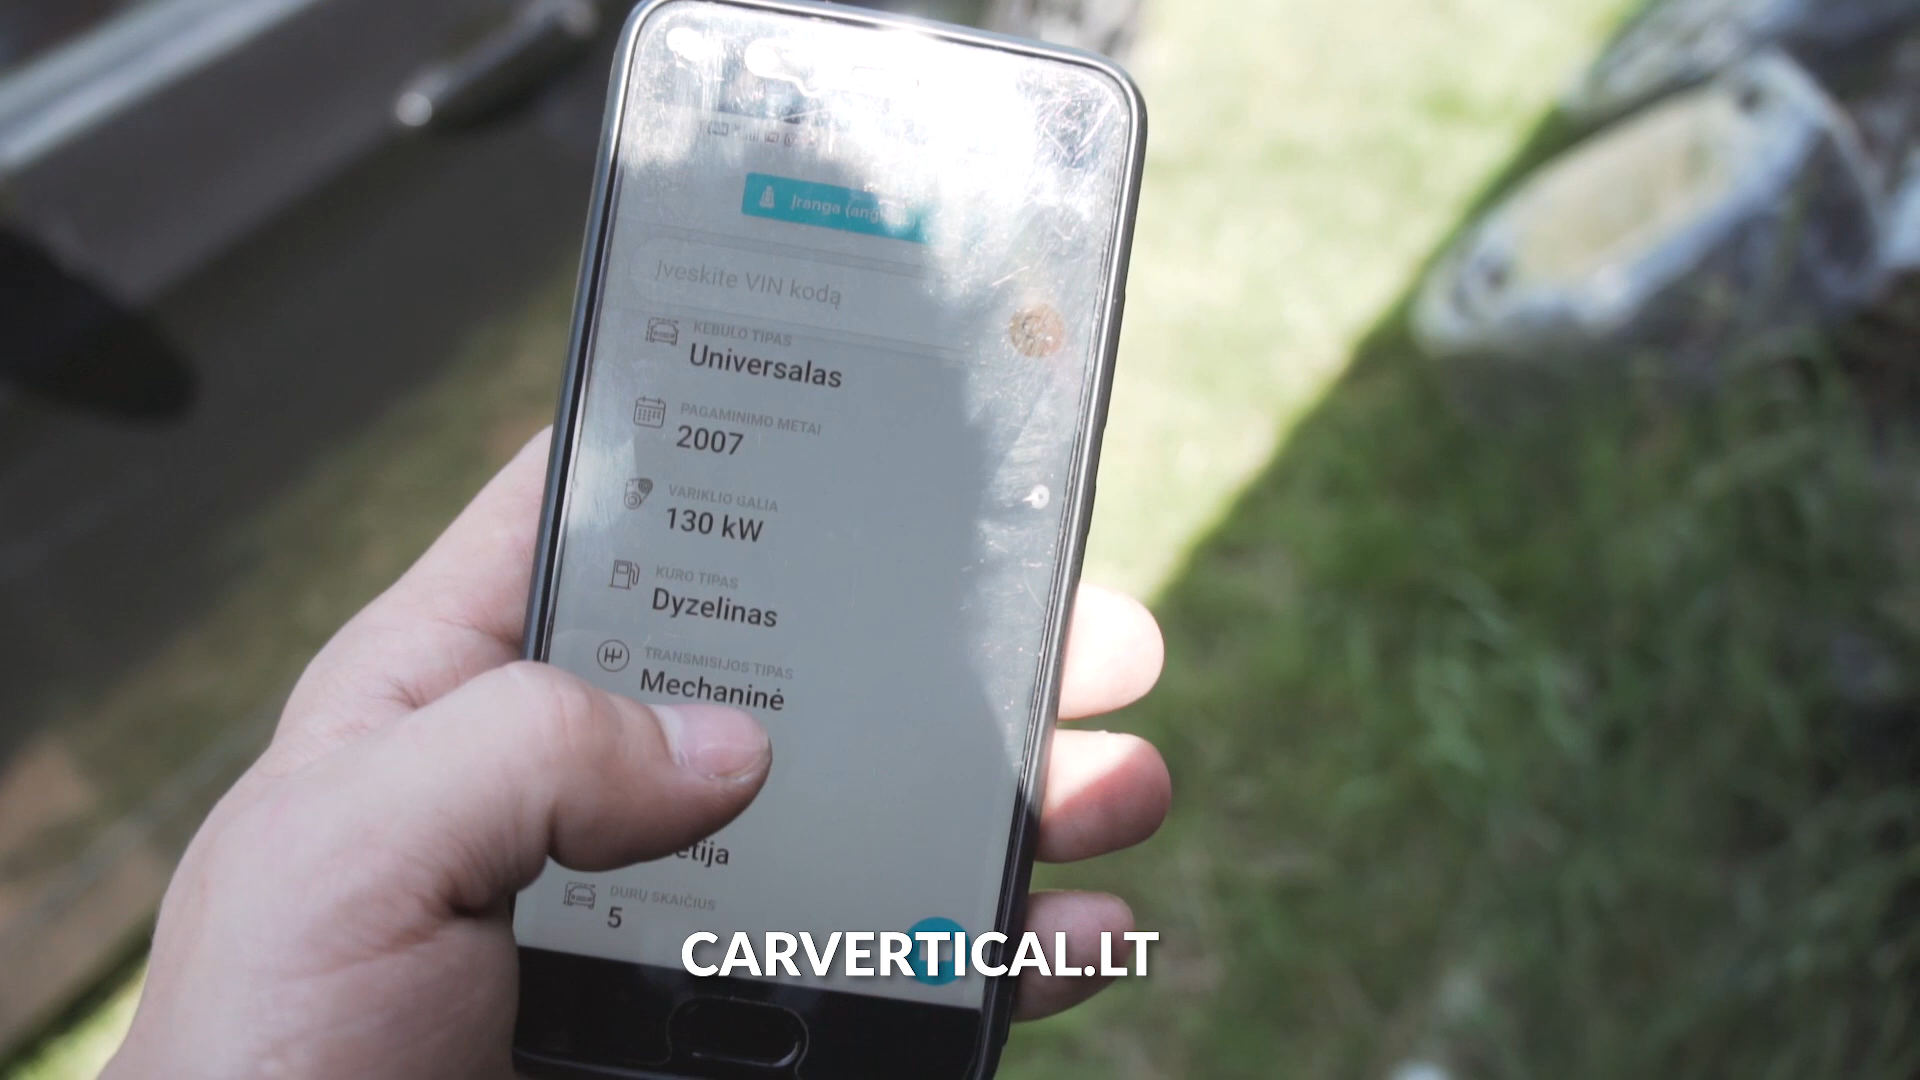 Įranga (ang
Įveskite VIN kodą
KĖBULO TIPAS
Universalas
PAGAMINIMO METAI
2007
VARIKLIO GALIA
130 kW
KURO TIPAS
Dyzelinas
TRANSMISIJOS TIPAS
Mechaninė
etija
DURŲ SKAIČIUS
5
CARVERTICAL.LT